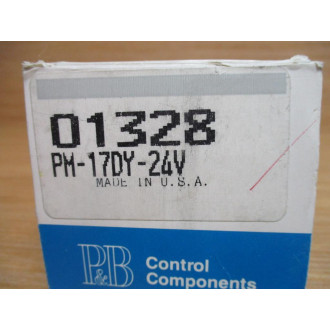 01328
PM-17DY-24V
MADE IN U.S.A.
P&B
Control
Components